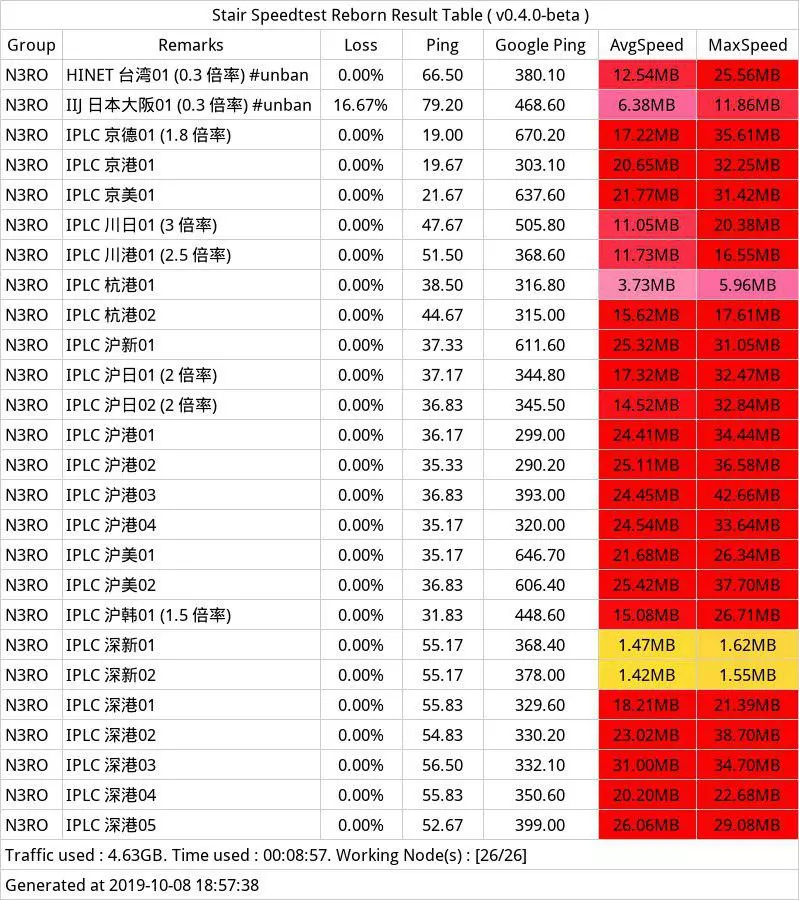 Stair Speedtest Reborn Result Table ( v0.4.0-beta )
Group Remarks Loss Ping Google Ping AvgSpeed MaxSpeed
N3RO HINET 台湾01 (0.3 倍率) #unban 0.00% 66.50 380.10 12.54MB 25.56MB
N3RO IIJ 日本大阪01 (0.3 倍率) #unban 16.67% 79.20 468.60 6.38MB 11.86MB
N3RO IPLC 京德01 (1.8 倍率) 0.00% 19.00 670.20 17.22MB 35.61MB
N3RO IPLC 京港01 0.00% 19.67 303.10 20.65MB 32.25MB
N3RO IPLC 京美01 0.00% 21.67 637.60 21.77MB 31.42MB
N3RO IPLC 川日01 (3 倍率) 0.00% 47.67 505.80 11.05MB 20.38MB
N3RO IPLC 川港01 (2.5 倍率) 0.00% 51.50 368.60 11.73MB 16.55MB
N3RO IPLC 杭港01 0.00% 38.50 316.80 3.73MB 5.96MB
N3RO IPLC 杭港02 0.00% 44.67 315.00 15.62MB 17.61MB
N3RO IPLC 沪新01 0.00% 37.33 611.60 25.32MB 31.05MB
N3RO IPLC 沪日01 (2 倍率) 0.00% 37.17 344.80 17.32MB 32.47MB
N3RO IPLC 沪日02 (2 倍率) 0.00% 36.83 345.50 14.52MB 32.84MB
N3RO IPLC 沪港01 0.00% 36.17 299.00 24.41MB 34.44MB
N3RO IPLC 沪港02 0.00% 35.33 290.20 25.11MB 36.58MB
N3RO IPLC 沪港03 0.00% 36.83 393.00 24.45MB 42.66MB
N3RO IPLC 沪港04 0.00% 35.17 320.00 24.54MB 33.64MB
N3RO IPLC 沪美01 0.00% 35.17 646.70 21.68MB 26.34MB
N3RO IPLC 沪美02 0.00% 36.83 606.40 25.42MB 37.70MB
N3RO IPLC 沪韩01 (1.5 倍率) 0.00% 31.83 448.60 15.08MB 26.71MB
N3RO IPLC 深新01 0.00% 55.17 368.40 1.47MB 1.62MB
N3RO IPLC 深新02 0.00% 55.17 378.00 1.42MB 1.55MB
N3RO IPLC 深港01 0.00% 55.83 329.60 18.21MB 21.39MB
N3RO IPLC 深港02 0.00% 54.83 330.20 23.02MB 38.70MB
N3RO IPLC 深港03 0.00% 56.50 332.10 31.00MB 34.70MB
N3RO IPLC 深港04 0.00% 55.83 350.60 20.20MB 22.68MB
N3RO IPLC 深港05 0.00% 52.67 399.00 26.06MB 29.08MB
Traffic used : 4.63GB. Time used : 00:08:57. Working Node(s) : [26/26]
Generated at 2019-10-08 18:57:38